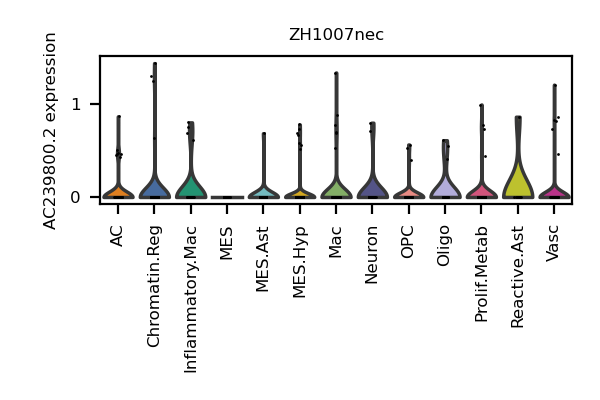 ZH1007nec
AC239800.2 expression
1
0
AC
Chromatin.Reg
Inflammatory.Mac
MES
MES.Ast
MES.Hyp
Mac
Neuron
OPC
Oligo
Prolif.Metab
Reactive.Ast
Vasc